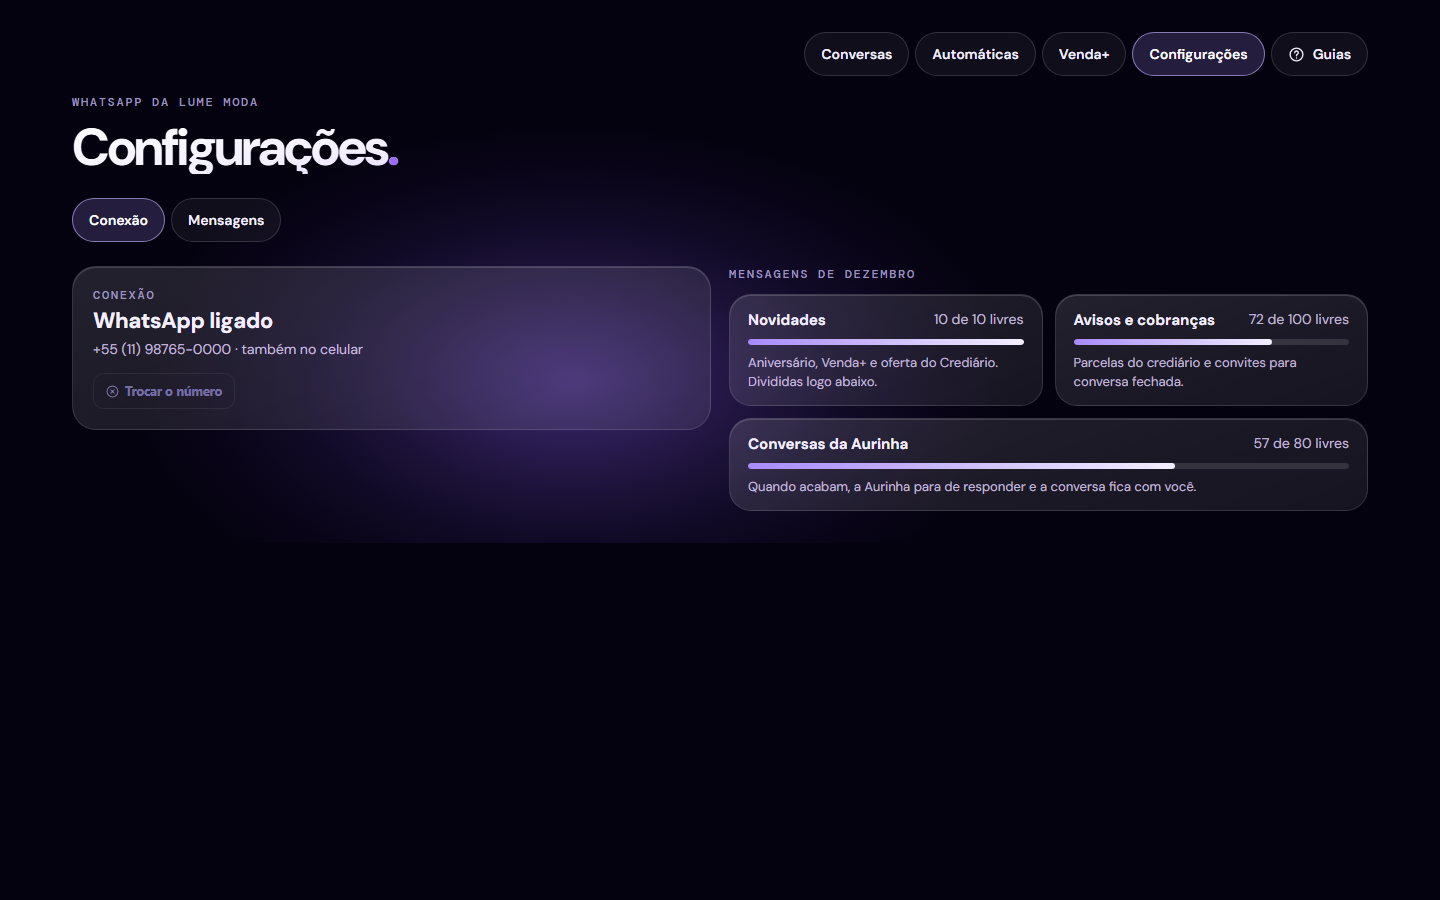 Conversas
Automáticas
Venda+
Configurações
Guias
WHATSAPP DA LUME MODA
Configurações.
Conexão
Mensagens
CONEXÃO
WhatsApp ligado
+55 (11) 98765-0000 · também no celular
Trocar o número
MENSAGENS DE DEZEMBRO
Novidades
10 de 10 livres
Aniversário, Venda+ e oferta do Crediário.
Divididas logo abaixo.
Avisos e cobranças
72 de 100 livres
Parcelas do crediário e convites para
conversa fechada.
Conversas da Aurinha
57 de 80 livres
Quando acabam, a Aurinha para de responder e a conversa fica com você.